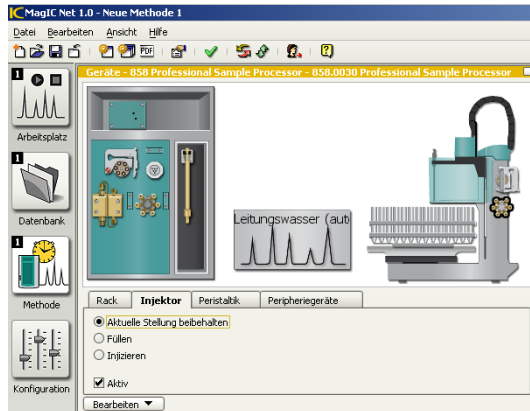 MagIC Net 1.0 - Neue Methode 1
Datei Bearbeiten Ansicht Hilfe
PDF
Geräte - 858 Professional Sample Processor - 858.0030 Professional Sample Processor
1
Arbeitsplatz
1
Datenbank
1
Methode
Konfiguration
Leitungswasser (aut
Rack Injektor Peristaltik Peripheriegeräte
Aktuelle Stellung beibehalten
Füllen
Injizieren
Aktiv
Bearbeiten